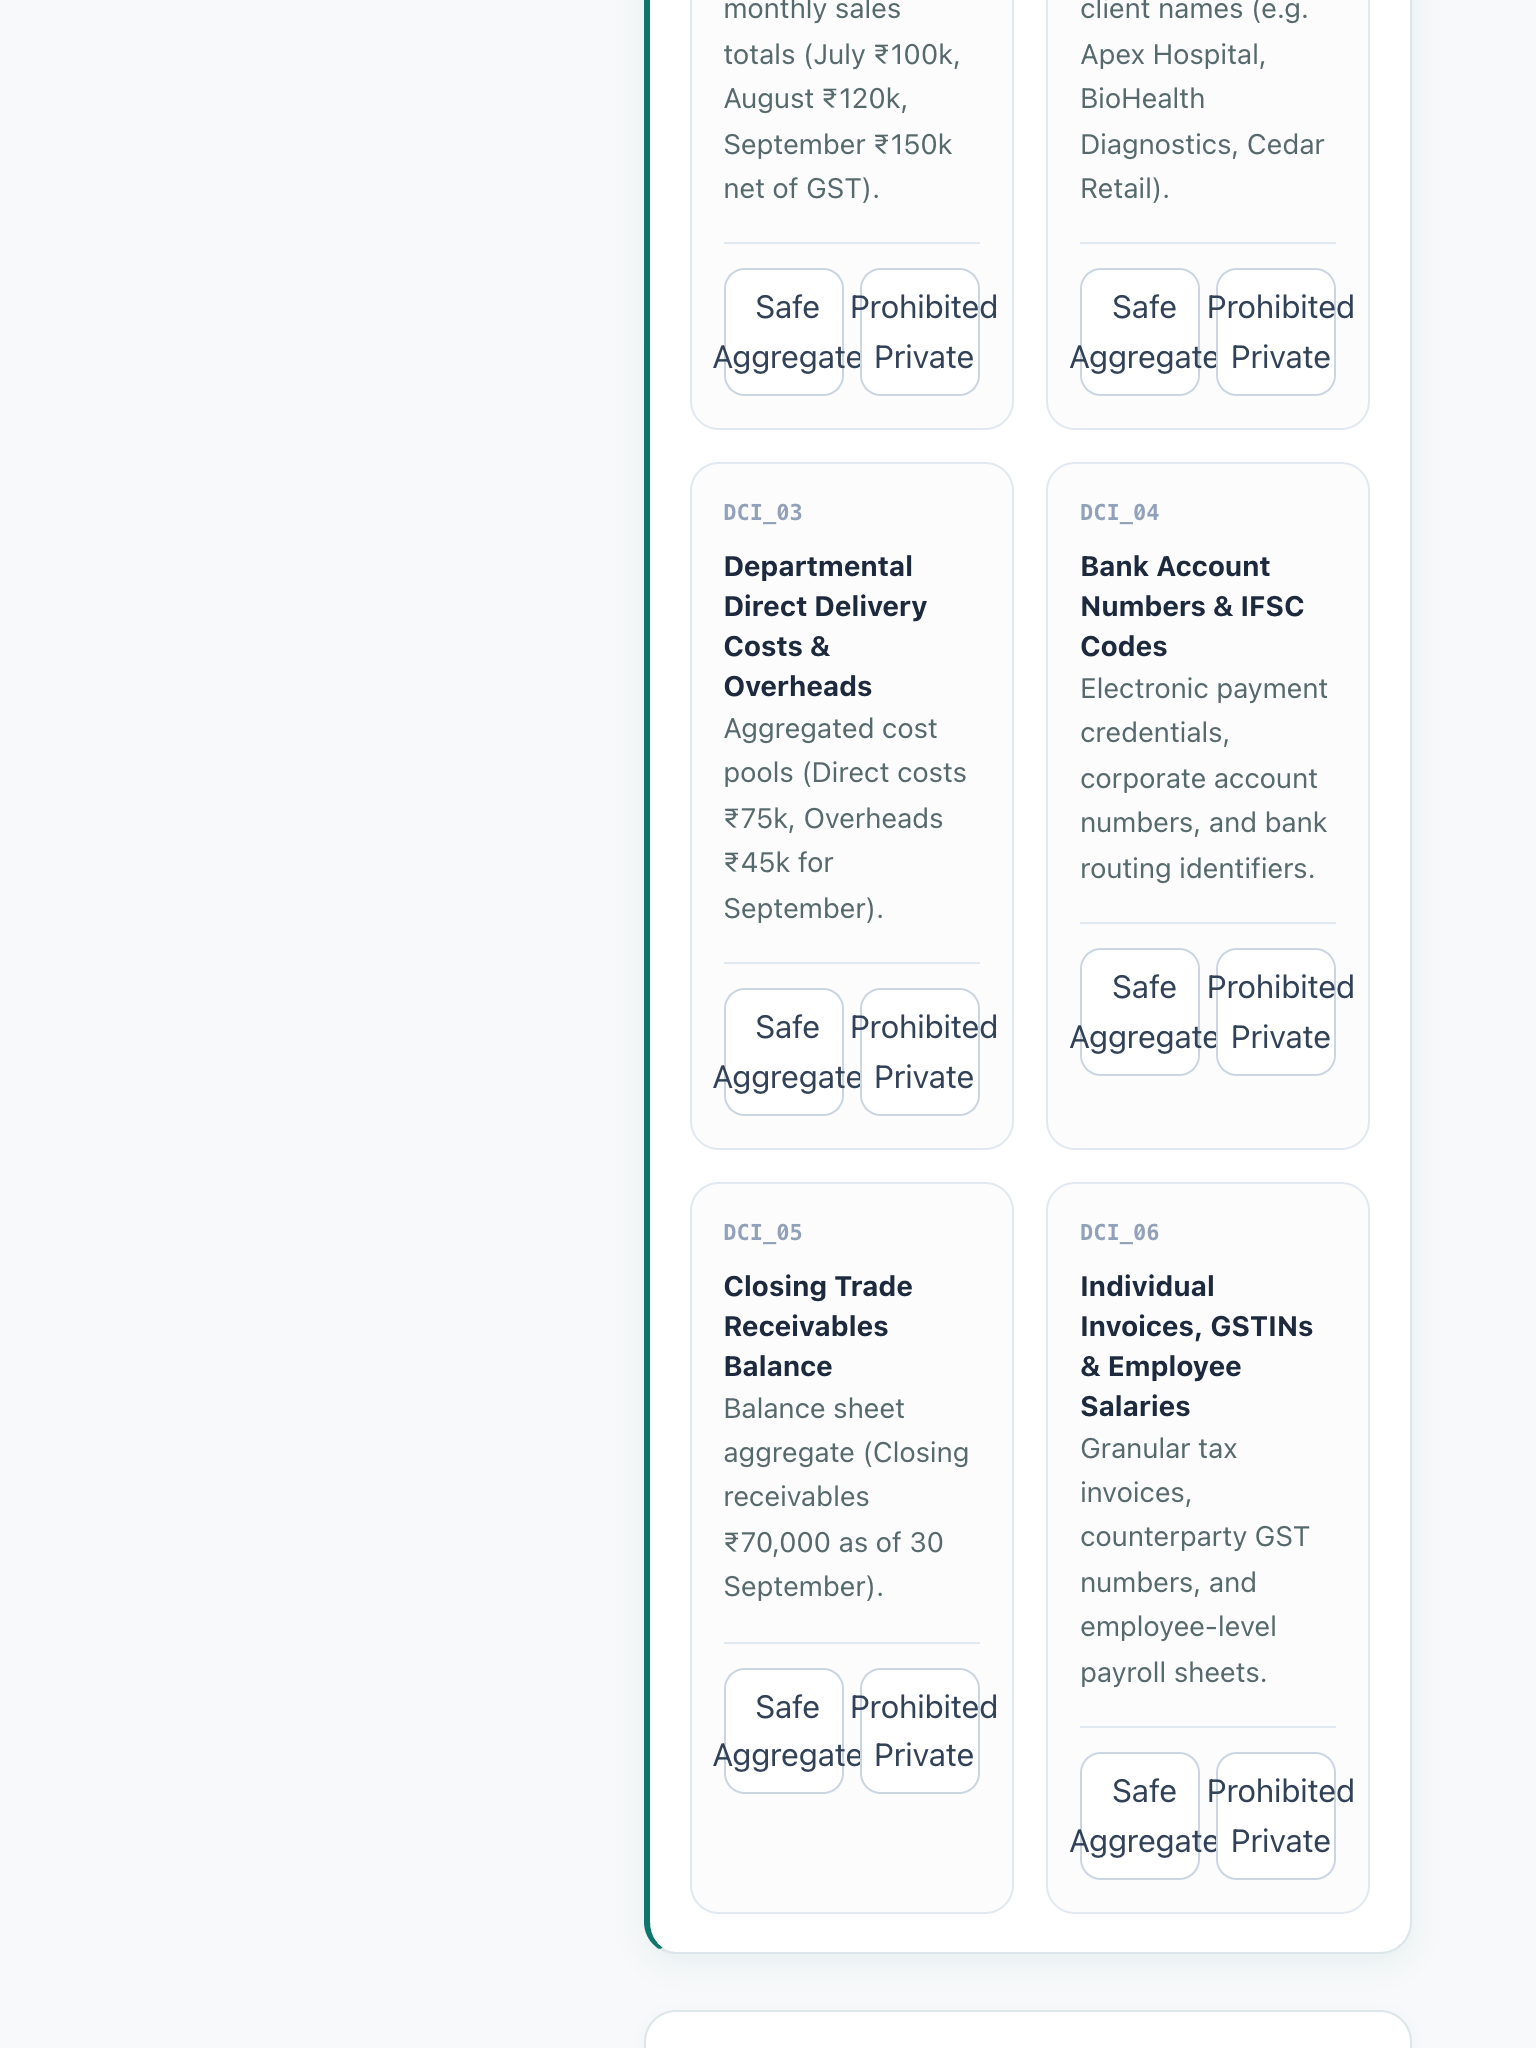 monthly sales
totals (July ₹100k,
August ₹120k,
September ₹150k
net of GST).
Safe
Aggregate
Prohibited
Private
client names (e.g.
Apex Hospital,
BioHealth
Diagnostics, Cedar
Retail).
Safe
Aggregate
Prohibited
Private
DCI_03
Departmental
Direct Delivery
Costs &
Overheads
Aggregated cost
pools (Direct costs
₹75k, Overheads
₹45k for
September).
Safe
Aggregate
Prohibited
Private
DCI_04
Bank Account
Numbers & IFSC
Codes
Electronic payment
credentials,
corporate account
numbers, and bank
routing identifiers.
Safe
Aggregate
Prohibited
Private
DCI_05
Closing Trade
Receivables
Balance
Balance sheet
aggregate (Closing
receivables
₹70,000 as of 30
September).
Safe
Aggregate
Prohibited
Private
DCI_06
Individual
Invoices, GSTINs
& Employee
Salaries
Granular tax
invoices,
counterparty GST
numbers, and
employee-level
payroll sheets.
Safe
Aggregate
Prohibited
Private